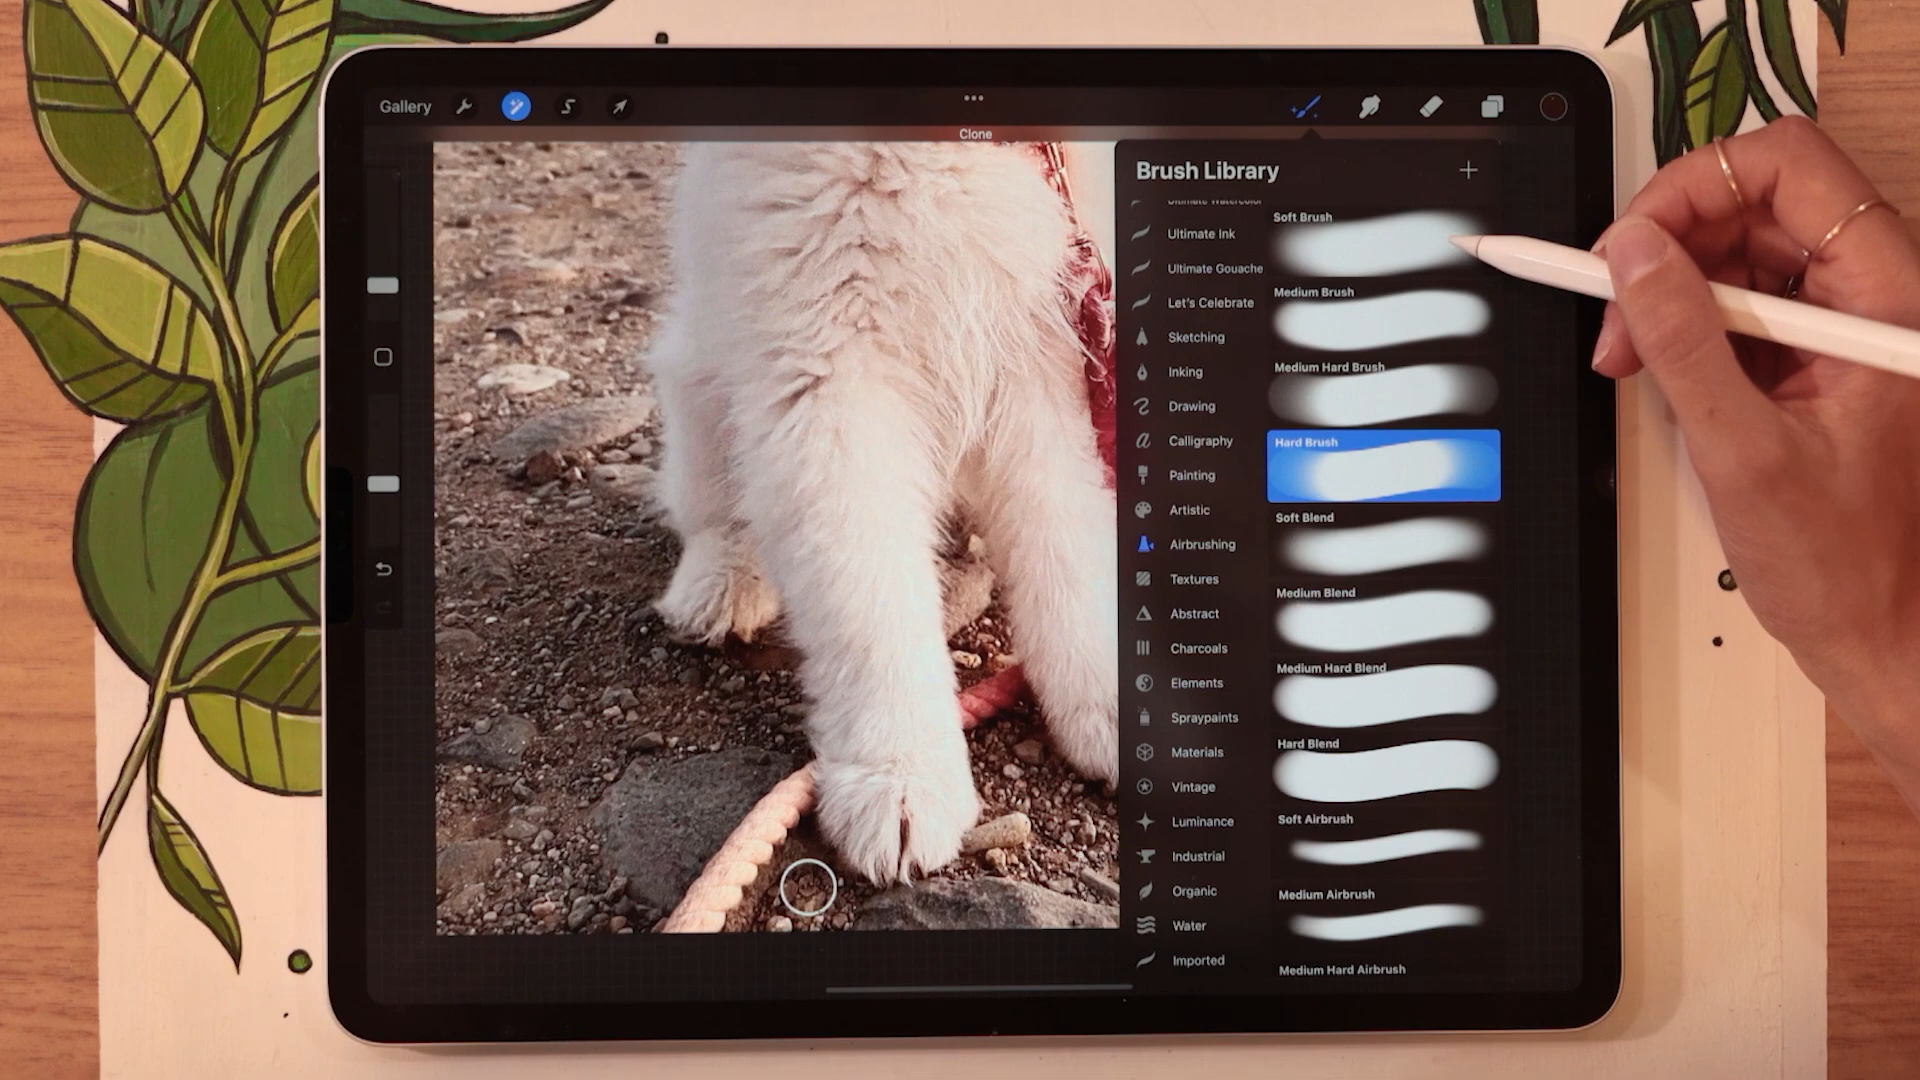 Gallery
Clone
Brush Library
Ultimate Watercolor
Ultimate Ink
Ultimate Gouache
Let's Celebrate
Sketching
Inking
Drawing
Calligraphy
Painting
Artistic
Airbrushing
Textures
Abstract
Charcoals
Elements
Spraypaints
Materials
Vintage
Luminance
Industrial
Organic
Water
Imported
Soft Brush
Medium Brush
Medium Hard Brush
Hard Brush
Soft Blend
Medium Blend
Medium Hard Blend
Hard Blend
Soft Airbrush
Medium Airbrush
Medium Hard Airbrush